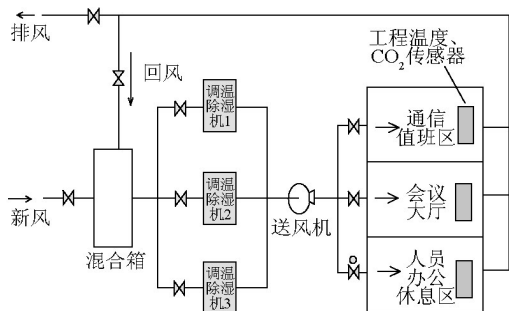 排风
回风
新风
混合箱
调温
除湿
机1
调温
除湿
机2
调温
除湿
机3
送风机
工程温度、
CO₂传感器
通信
值班区
会议
大厅
人员
办公
休息区